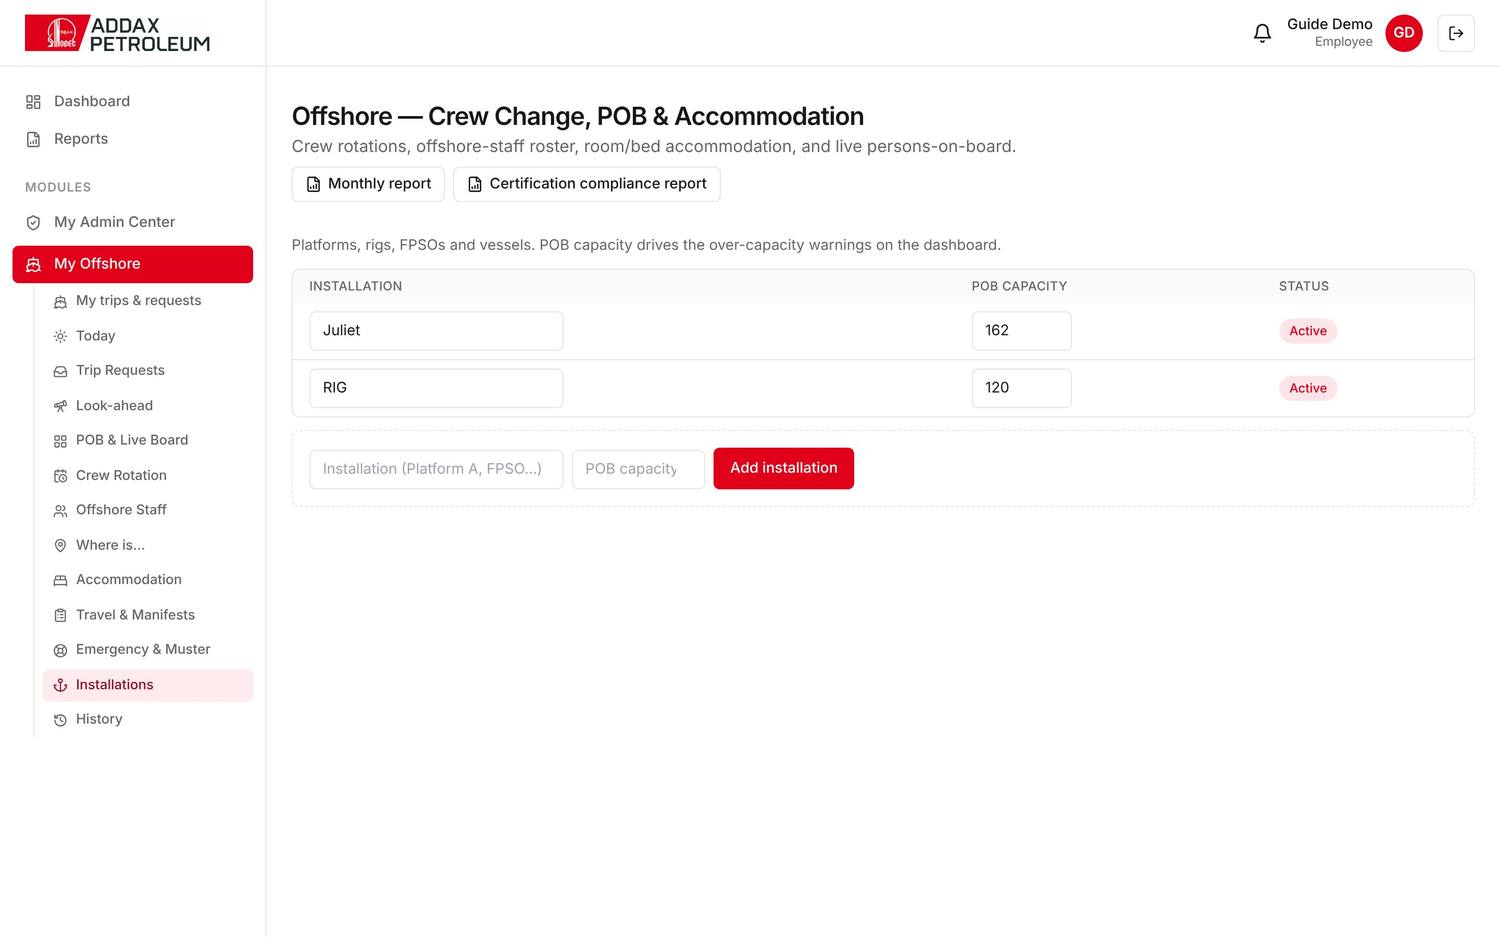 Sinopec
ADDAX
PETROLEUM
Guide Demo
Employee
GD
Dashboard
Reports
MODULES
My Admin Center
My Offshore
My trips & requests
Today
Trip Requests
Look-ahead
POB & Live Board
Crew Rotation
Offshore Staff
Where is...
Accommodation
Travel & Manifests
Emergency & Muster
Installations
History
Offshore — Crew Change, POB & Accommodation
Crew rotations, offshore-staff roster, room/bed accommodation, and live persons-on-board.
Monthly report
Certification compliance report
Platforms, rigs, FPSOs and vessels. POB capacity drives the over-capacity warnings on the dashboard.
INSTALLATION POB CAPACITY STATUS
Juliet 162 Active
RIG 120 Active
Installation (Platform A, FPSO...) POB capacity Add installation